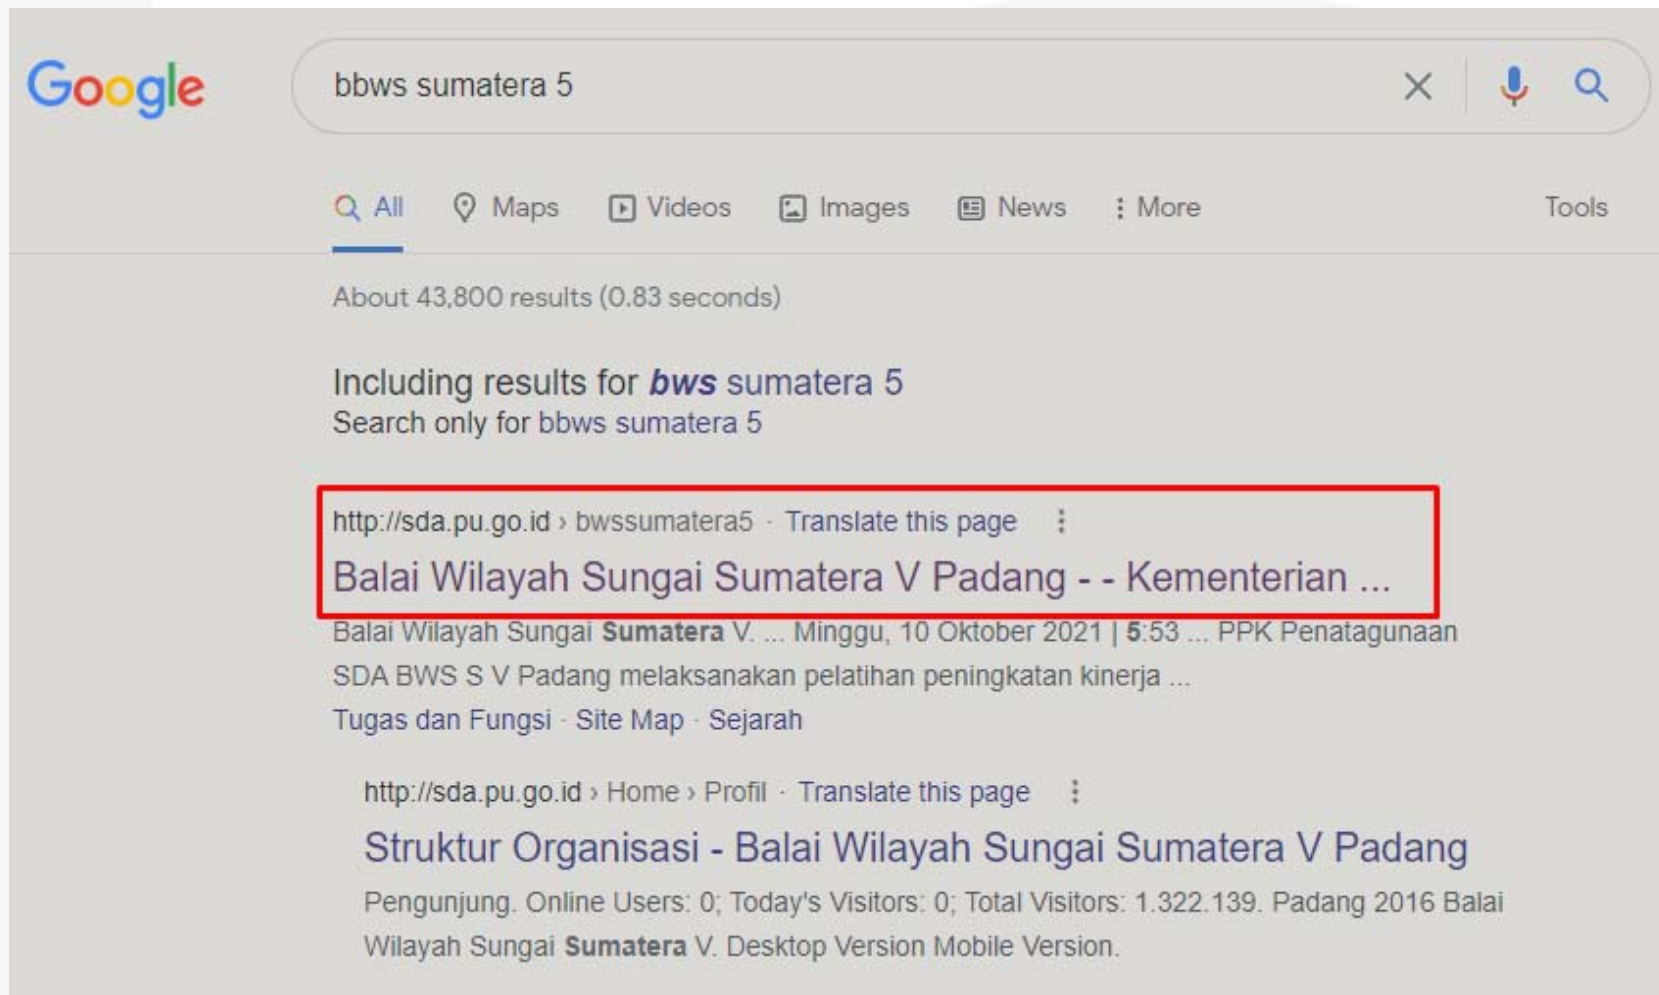 Google
bbws sumatera 5
All Maps Videos Images News More Tools
About 43,800 results (0.83 seconds)
Including results for bws sumatera 5
Search only for bbws sumatera 5
http://sda.pu.go.id › bwssumatera5 · Translate this page
Balai Wilayah Sungai Sumatera V Padang - - Kementerian ...
Balai Wilayah Sungai Sumatera V. ... Minggu, 10 Oktober 2021 | 5:53 ... PPK Penatagunaan
SDA BWS S V Padang melaksanakan pelatihan peningkatan kinerja ...
Tugas dan Fungsi · Site Map · Sejarah
http://sda.pu.go.id › Home › Profil · Translate this page
Struktur Organisasi - Balai Wilayah Sungai Sumatera V Padang
Pengunjung. Online Users: 0; Today's Visitors: 0; Total Visitors: 1.322.139. Padang 2016 Balai
Wilayah Sungai Sumatera V. Desktop Version Mobile Version.